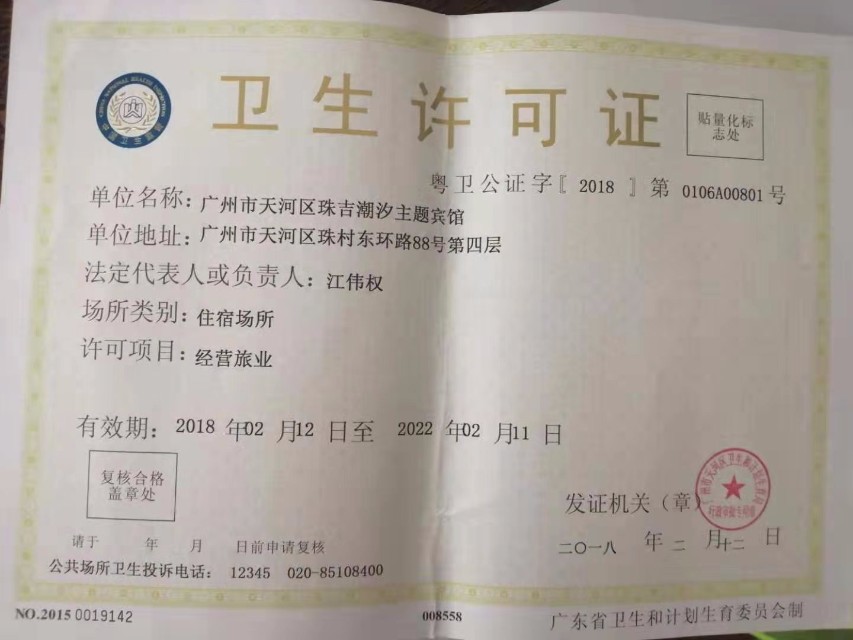 卫生许可证
贴量化标
志处
粤卫公证字〖 2018 〗第 0106A00801 号
单位名称：广州市天河区珠吉潮汐主题宾馆
单位地址：广州市天河区珠村东环路88号第四层
法定代表人或负责人：江伟权
场所类别：住宿场所
许可项目：经营旅业
有效期： 2018 年02 月12 日至 2022 年02 月11 日
复核合格
盖章处
发证机关（章）
二〇一八 年 二 月十二 日
请于 年 月 日前申请复核
公共场所卫生投诉电话： 12345 020-85108400
NO.2015 0019142
008558
广东省卫生和计划生育委员会制